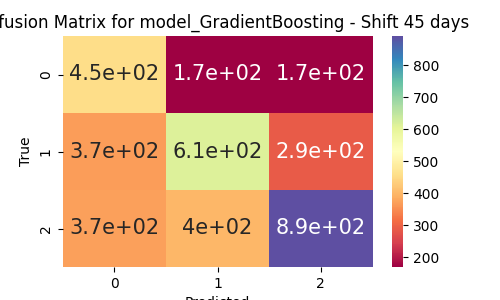 fusion Matrix for model_GradientBoosting - Shift 45 days
0 4.5e+02 1.7e+02 1.7e+02
1 3.7e+02 6.1e+02 2.9e+02
2 3.7e+02 4e+02 8.9e+02
0 1 2
True
Predicted
800
700
600
500
400
300
200